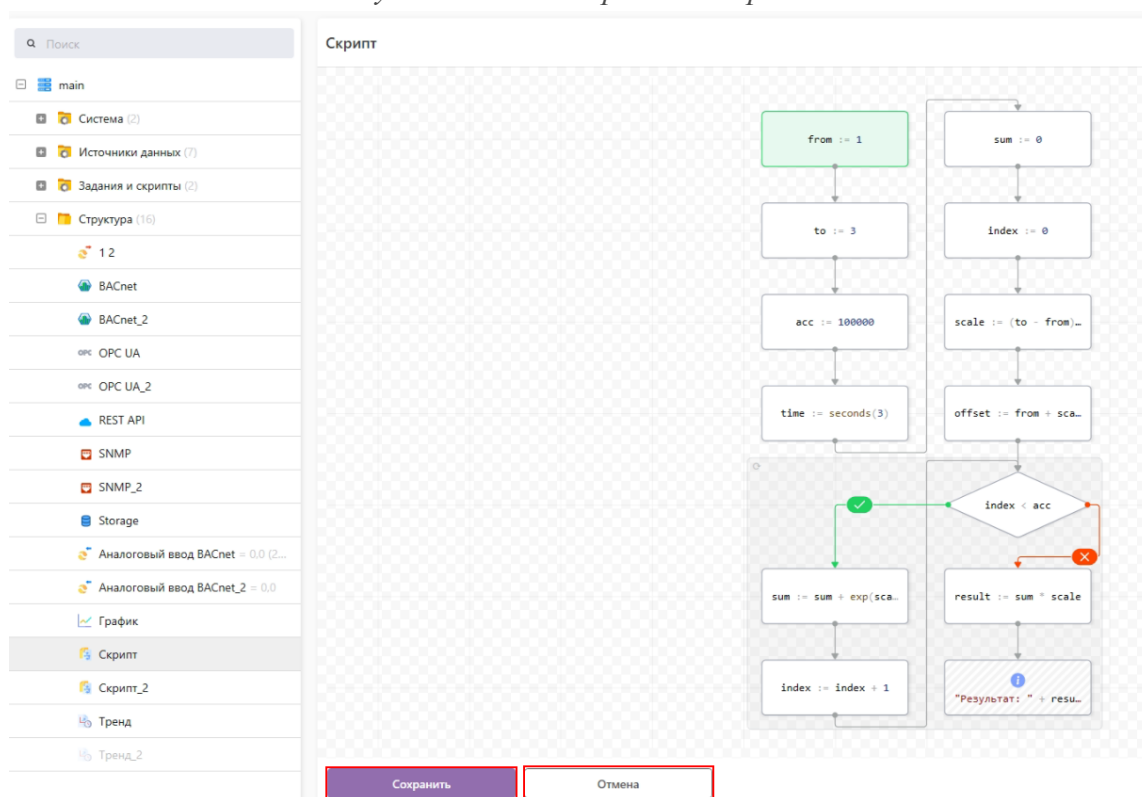 Поиск
main
Система (2)
Источники данных (7)
Задания и скрипты (2)
Структура (16)
1 2
BACnet
BACnet_2
OPC OPC UA
OPC OPC UA_2
REST API
SNMP
SNMP_2
Storage
Аналоговый ввод BACnet = 0,0 (2...
Аналоговый ввод BACnet_2 = 0,0
График
Скрипт
Скрипт_2
Тренд
Тренд_2
Скрипт
from := 1
to := 3
acc := 100000
time := seconds(3)
sum := 0
index := 0
scale := (to - from)…
offset := from + sca…
index < acc
sum := sum + exp(sca…
index := index + 1
result := sum * scale
"Результат: " + resu…
Сохранить
Отмена